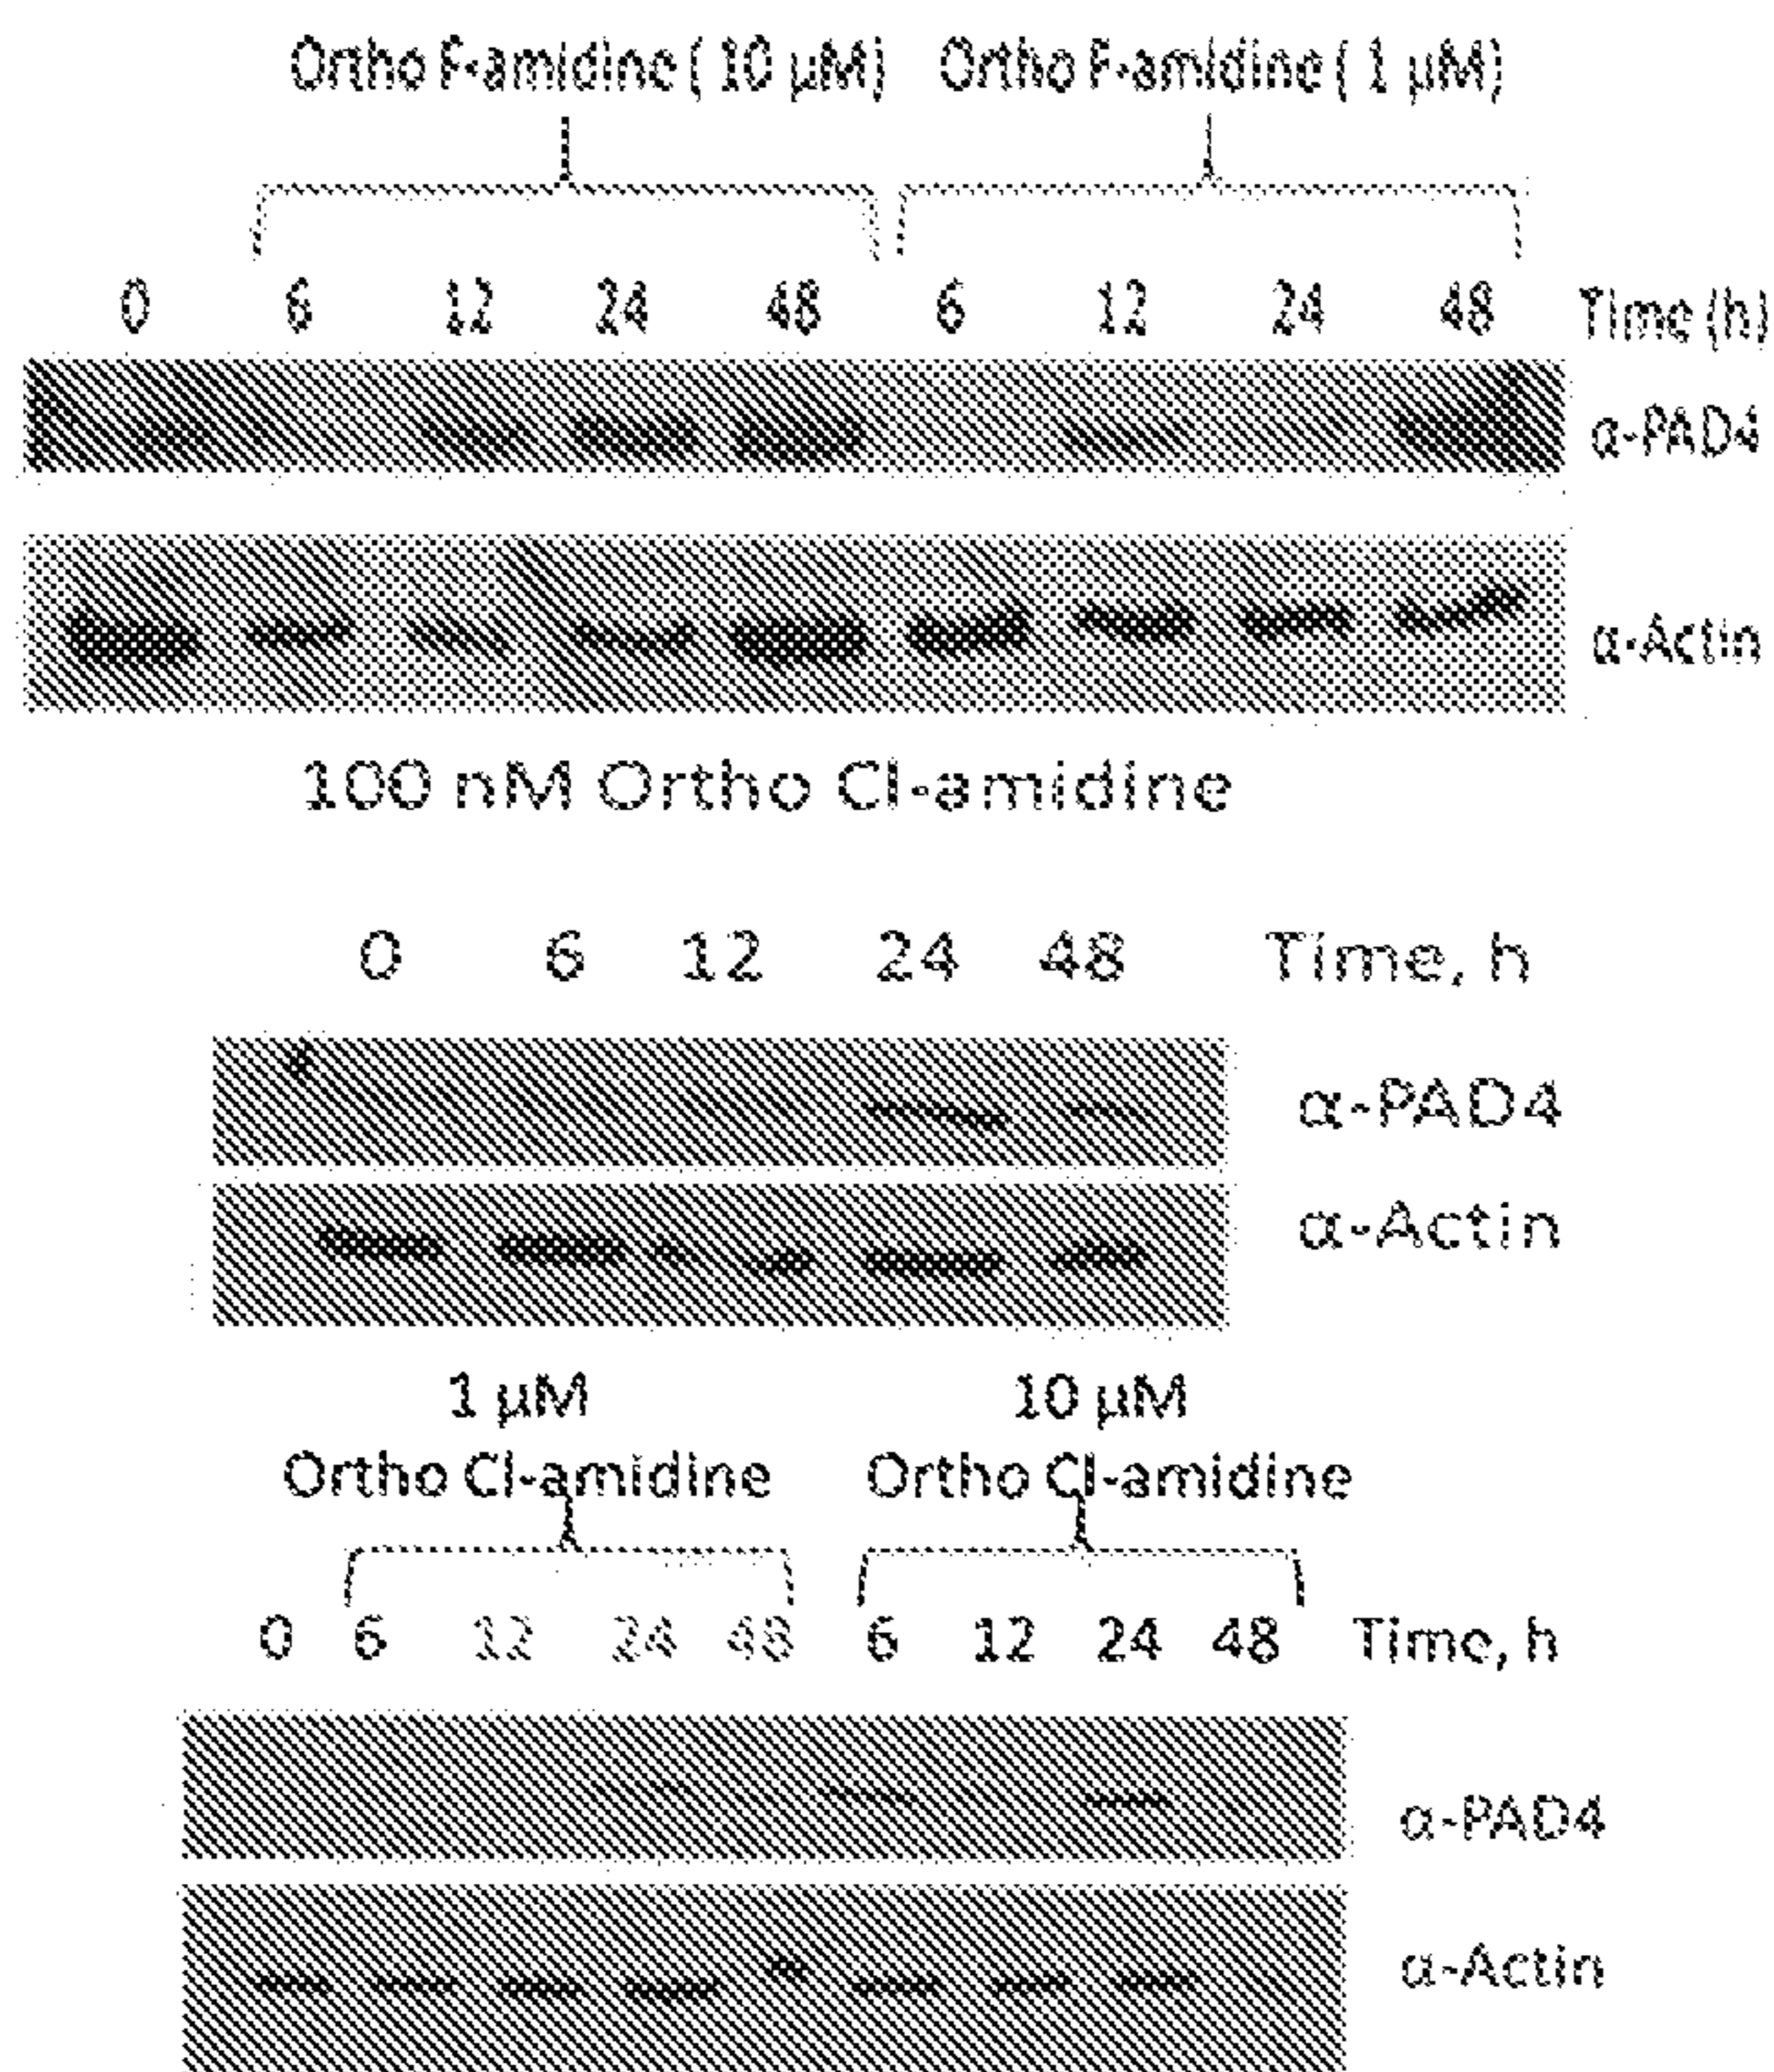 Ortho F-amidine ( 10 µM) Ortho F-amidine ( 1 µM)
0 6 12 24 48 6 12 24 48 Time (h)
α-PAD4
α-Actin
100 nM Ortho Cl-amidine
0 6 12 24 48 Time, h
α-PAD4
α-Actin
1 µM 10 µM
Ortho Cl-amidine Ortho Cl-amidine
0 6 12 24 48 6 12 24 48 Time, h
α-PAD4
α-Actin